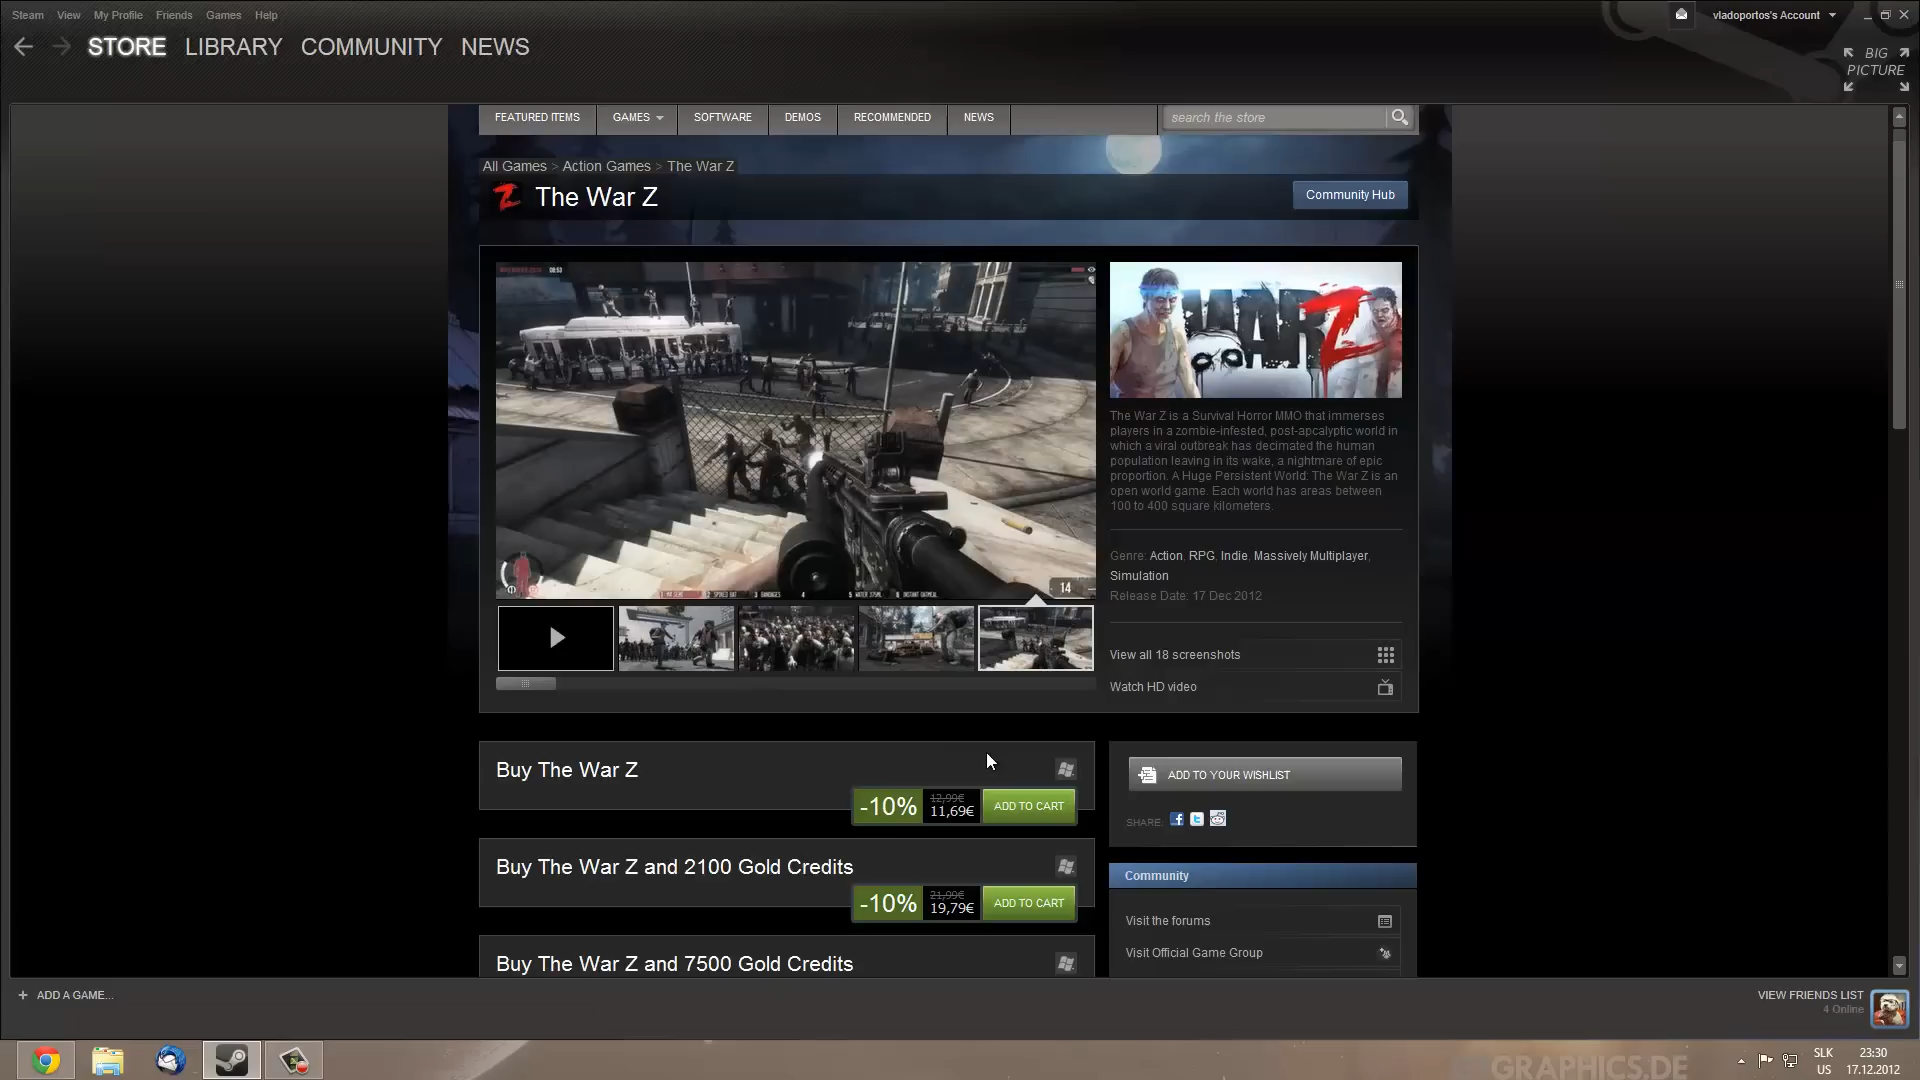 Steam View My Profile Friends Games Help
vladoportos's Account
STORE LIBRARY COMMUNITY NEWS
BIG
PICTURE
FEATURED ITEMS GAMES SOFTWARE DEMOS RECOMMENDED NEWS
search the store
All Games > Action Games > The War Z
The War Z
Community Hub
08:53
14
WAR Z
The War Z is a Survival Horror MMO that immerses
players in a zombie-infested, post-apcalyptic world in
which a viral outbreak has decimated the human
population leaving in its wake, a nightmare of epic
proportion. A Huge Persistent World: The War Z is an
open world game. Each world has areas between
100 to 400 square kilometers.
Genre: Action, RPG, Indie, Massively Multiplayer,
Simulation
Release Date: 17 Dec 2012
View all 18 screenshots
Watch HD video
Buy The War Z
-10% 12,99€
11,69€
ADD TO CART
Buy The War Z and 2100 Gold Credits
-10% 21,99€
19,79€
ADD TO CART
Buy The War Z and 7500 Gold Credits
ADD TO YOUR WISHLIST
SHARE:
Community
Visit the forums
Visit Official Game Group
+ ADD A GAME...
VIEW FRIENDS LIST
4 Online
GRAPHICS.DE
SLK
US
23:30
17.12.2012